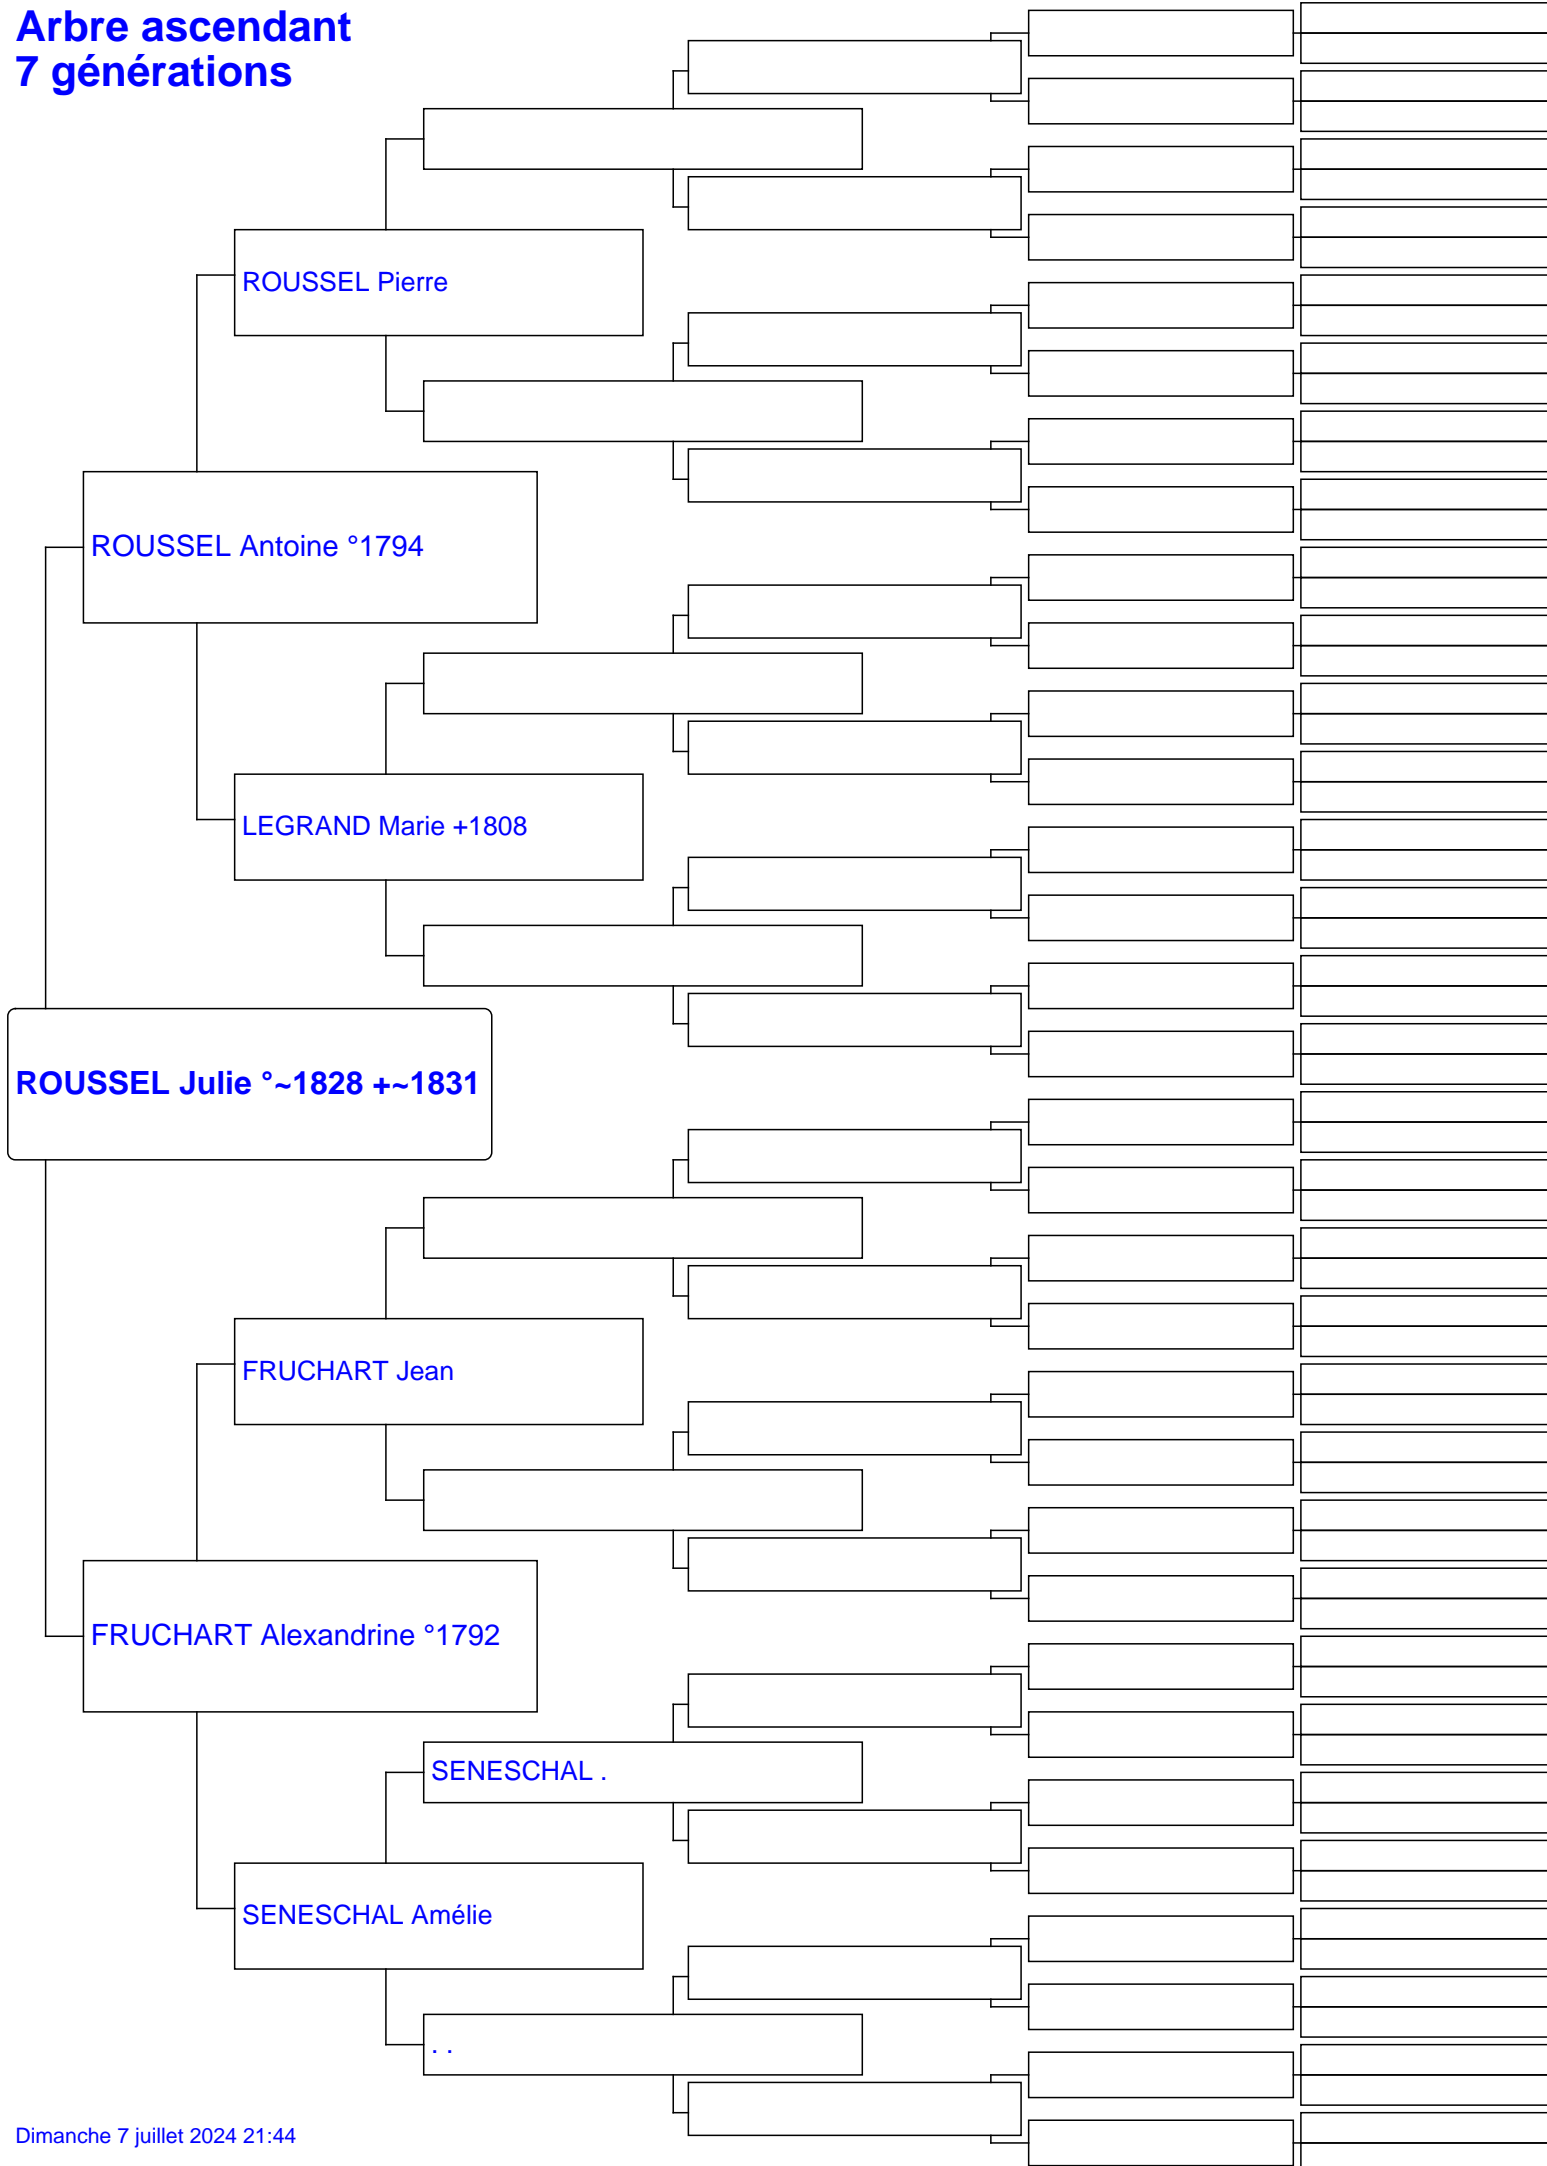 Arbre ascendant
7 générations
ROUSSEL Pierre
ROUSSEL Antoine °1794
LEGRAND Marie +1808
ROUSSEL Julie °~1828 +~1831
FRUCHART Jean
FRUCHART Alexandrine °1792
SENESCHAL .
SENESCHAL Amélie
. .
Dimanche 7 juillet 2024 21:44